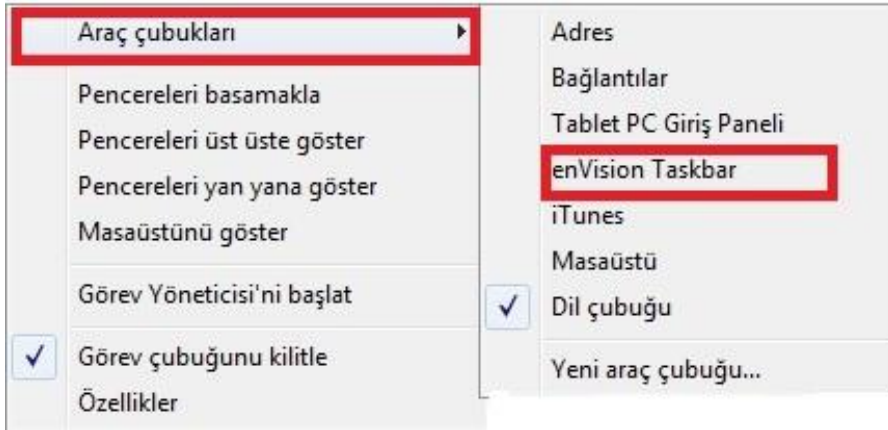 Araç çubukları
Pencereleri basamakla
Pencereleri üst üste göster
Pencereleri yan yana göster
Masaüstünü göster
Görev Yöneticisi'ni başlat
Görev çubuğunu kilitle
Özellikler
Adres
Bağlantılar
Tablet PC Giriş Paneli
enVision Taskbar
iTunes
Masaüstü
Dil çubuğu
Yeni araç çubuğu...